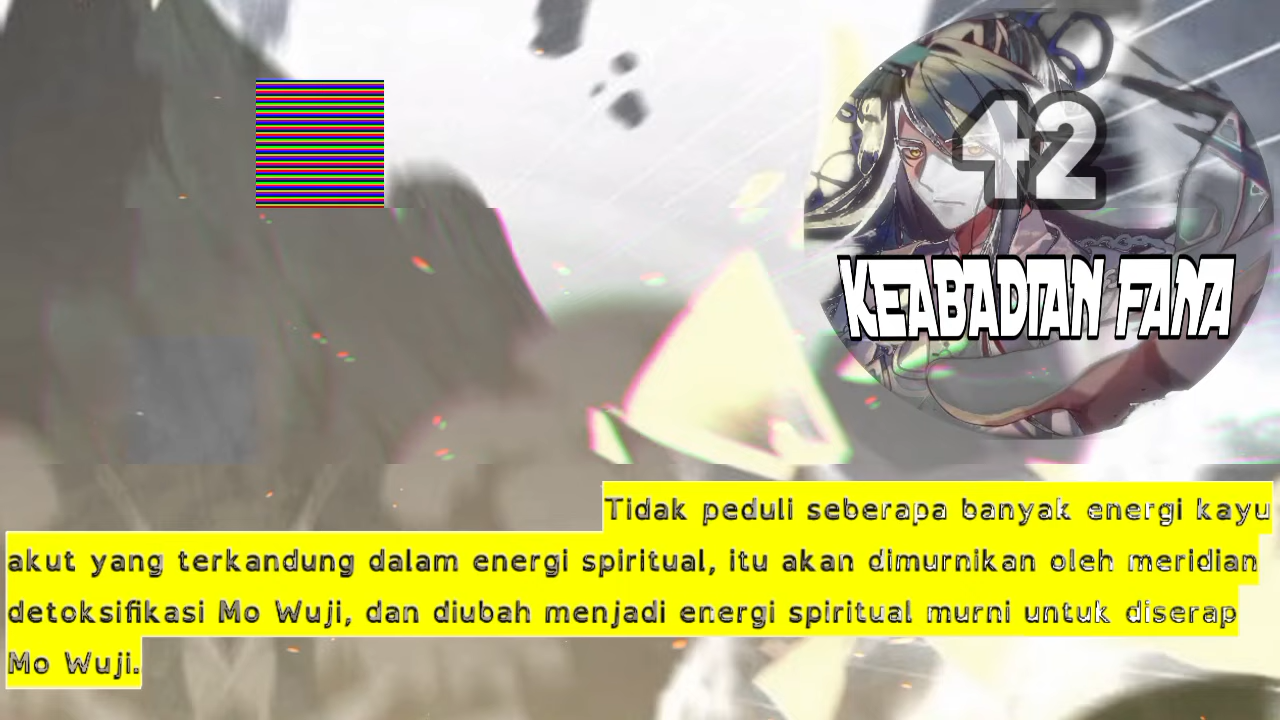 42
KEABADIAN FANA
Tidak peduli seberapa banyak energi kayu
akut yang terkandung dalam energi spiritual, itu akan dimurnikan oleh meridian
detoksifikasi Mo Wuji, dan diubah menjadi energi spiritual murni untuk diserap
Mo Wuji.